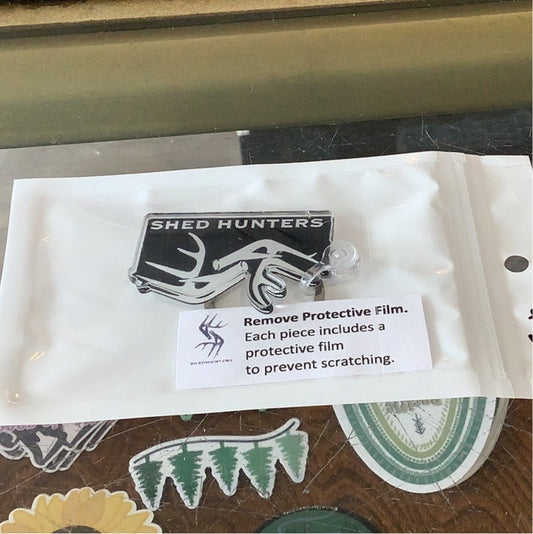 SHED HUNTERS
Remove Protective Film.
Each piece includes a
protective film
to prevent scratching.